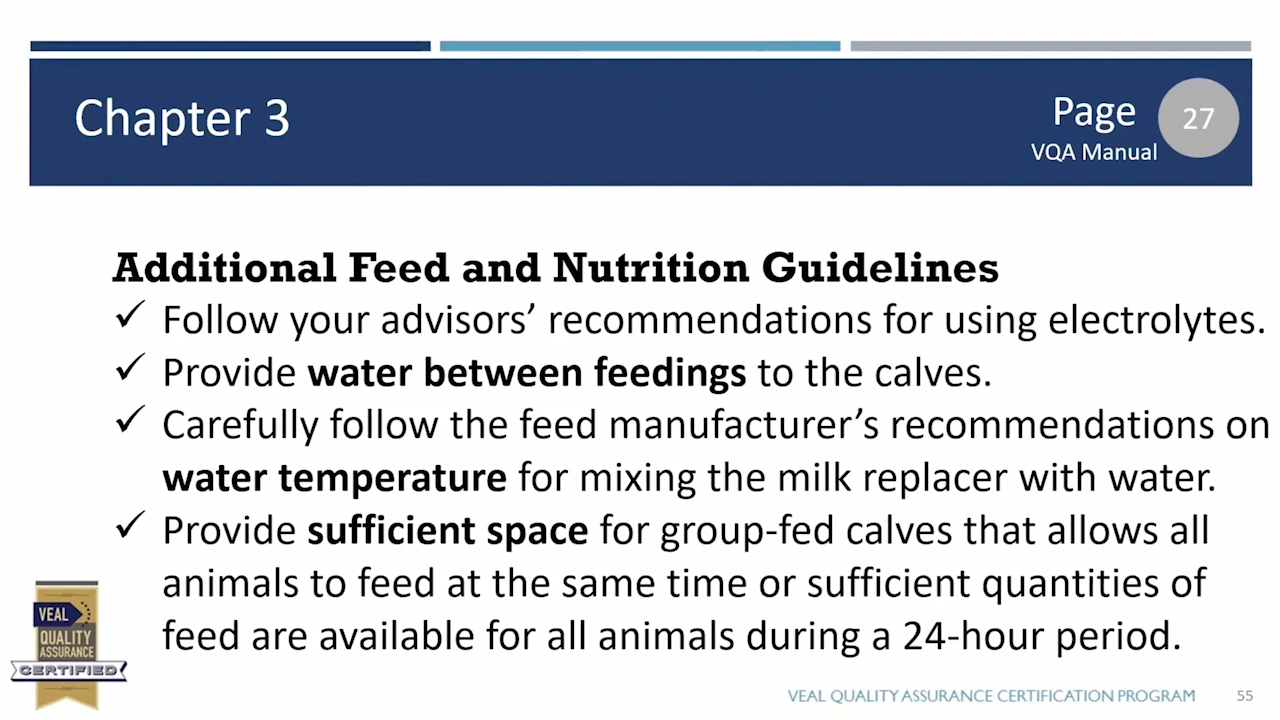 Chapter 3
Page
27
VQA Manual
Additional Feed and Nutrition Guidelines
✓ Follow your advisors’ recommendations for using electrolytes.
✓ Provide water between feedings to the calves.
✓ Carefully follow the feed manufacturer’s recommendations on
water temperature for mixing the milk replacer with water.
✓ Provide sufficient space for group-fed calves that allows all
animals to feed at the same time or sufficient quantities of
feed are available for all animals during a 24-hour period.
VEAL
QUALITY
ASSURANCE
CERTIFIED
VEAL QUALITY ASSURANCE CERTIFICATION PROGRAM
55